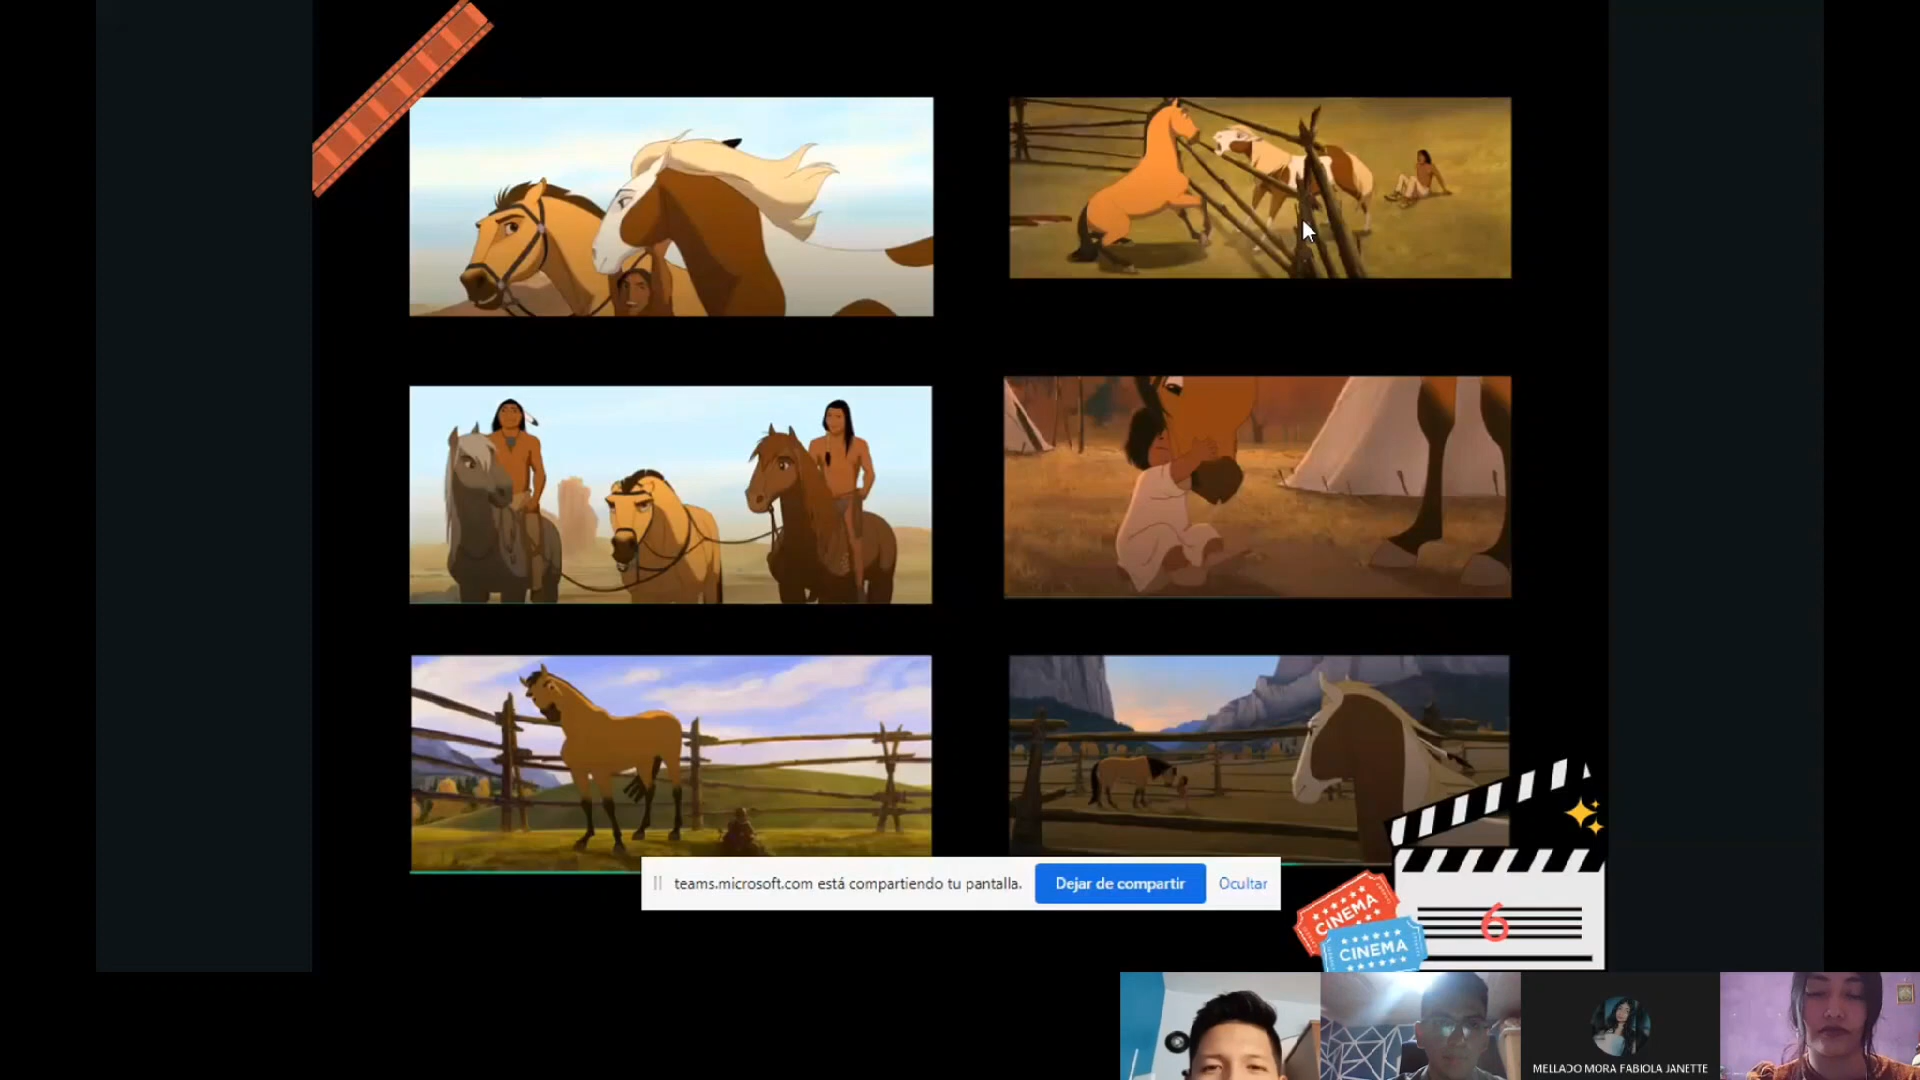 teams.microsoft.com está compartiendo tu pantalla.
Dejar de compartir
Ocultar
CINEMA
CINEMA
6
MELLADO MORA FABIOLA JANETTE